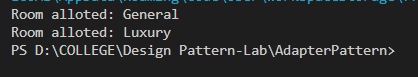 Room alloted: General
Room alloted: Luxury
PS D:\COLLEGE\Design Pattern-Lab\AdapterPattern>